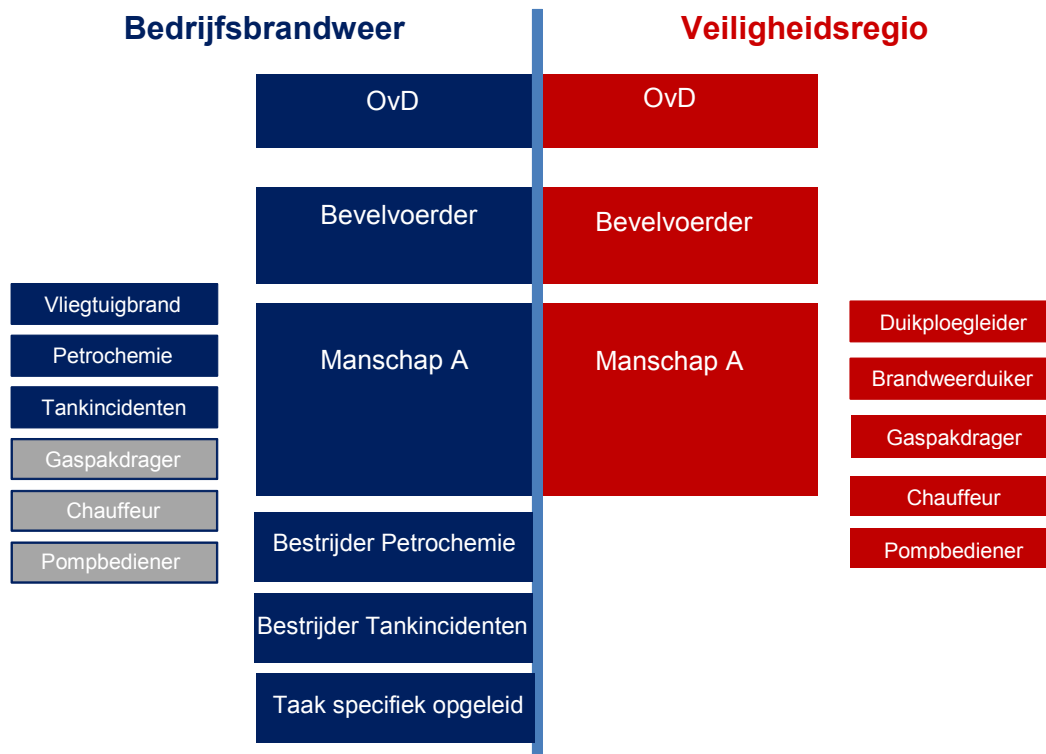 Bedrijfsbrandweer
Veiligheidsregio
OvD
OvD
Bevelvoerder
Bevelvoerder
Vliegtuigbrand
Petrochemie
Tankincidenten
Gaspakdrager
Chauffeur
Pompbediener
Manschap A
Manschap A
Duikploegleider
Brandweerduiker
Gaspakdrager
Chauffeur
Pompbediener
Bestrijder Petrochemie
Bestrijder Tankincidenten
Taak specifiek opgeleid